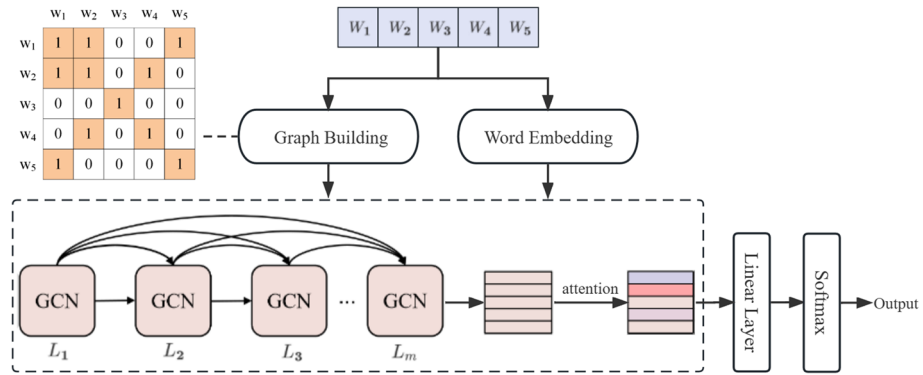 w₁ w₂ w₃ w₄ w₅
w₁ 1 1 0 0 1
w₂ 1 1 0 1 0
w₃ 0 0 1 0 0
w₄ 0 1 0 1 0
w₅ 1 0 0 0 1
W₁ W₂ W₃ W₄ W₅
Graph Building
Word Embedding
GCN GCN GCN ... GCN
L₁ L₂ L₃ Lₘ
attention
Linear Layer
Softmax
Output